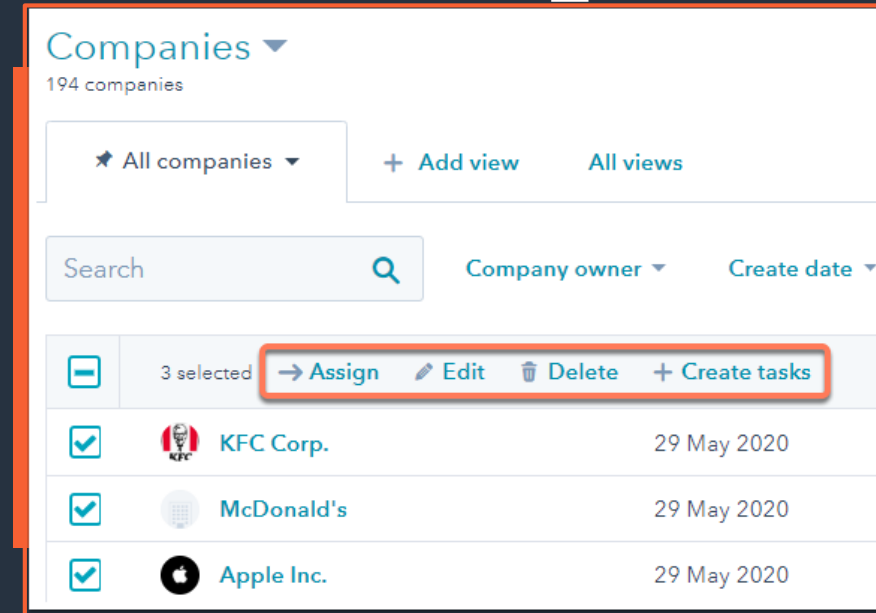 Companies
194 companies
All companies + Add view All views
Search Company owner Create date
3 selected → Assign Edit Delete + Create tasks
KFC KFC Corp. 29 May 2020
McDonald's 29 May 2020
Apple Inc. 29 May 2020